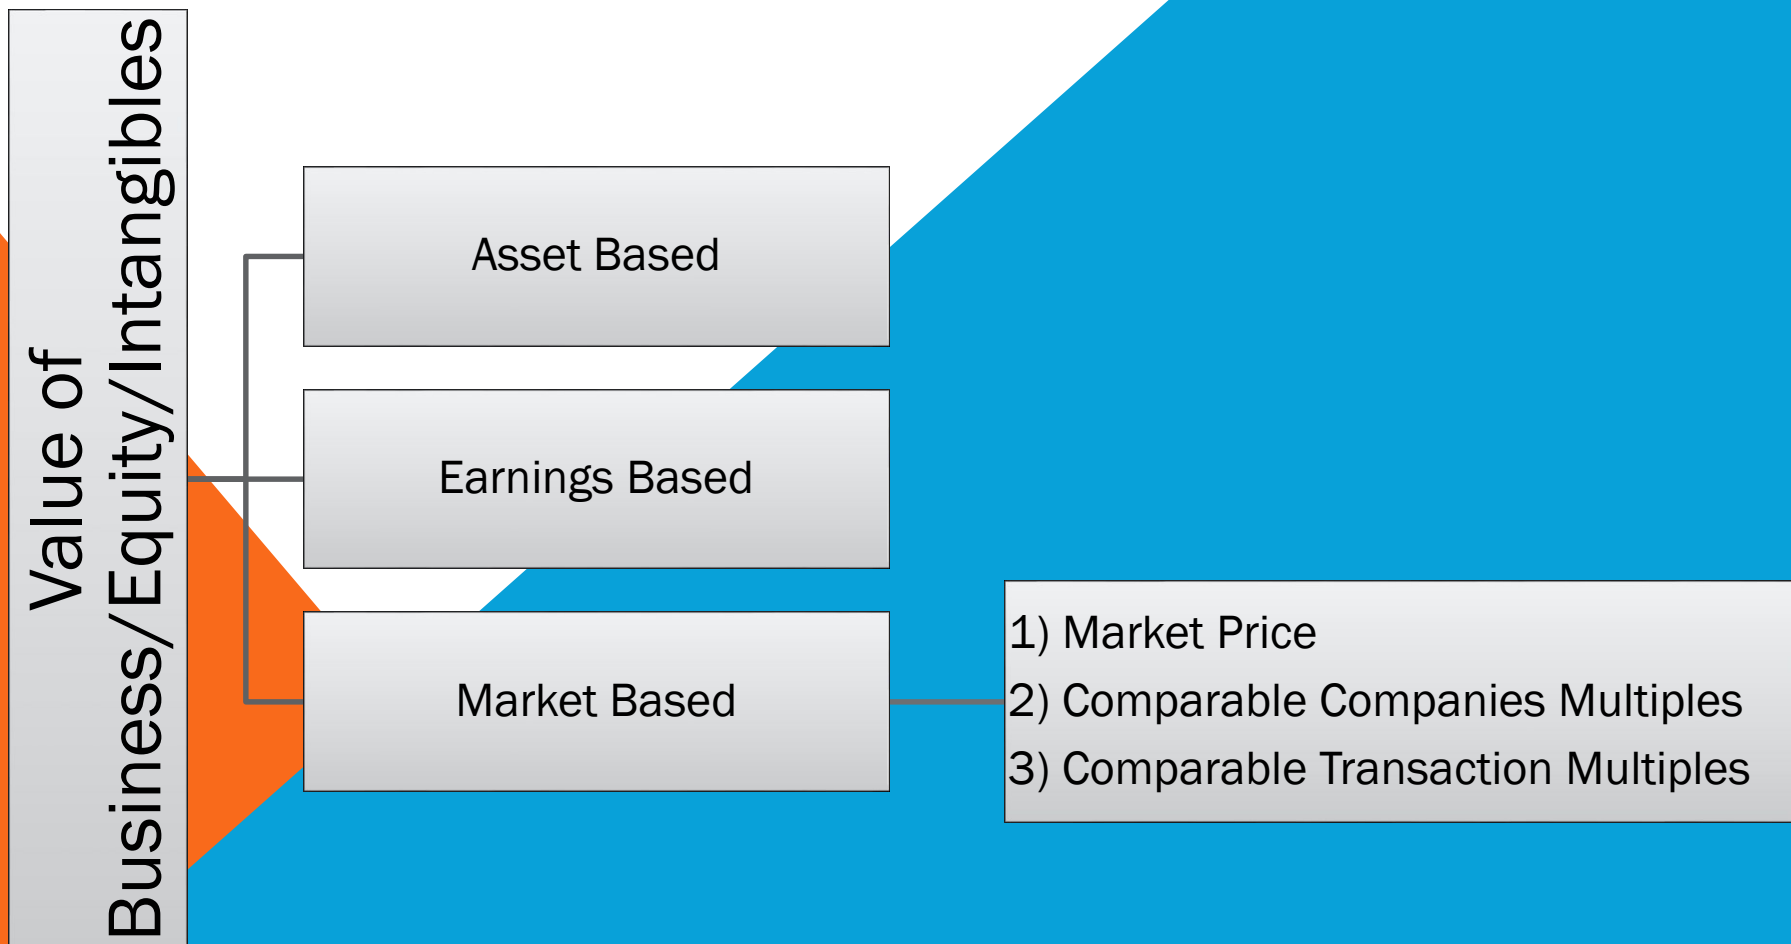 Value of
Business/Equity/Intangibles
Asset Based
Earnings Based
Market Based
1) Market Price
2) Comparable Companies Multiples
3) Comparable Transaction Multiples